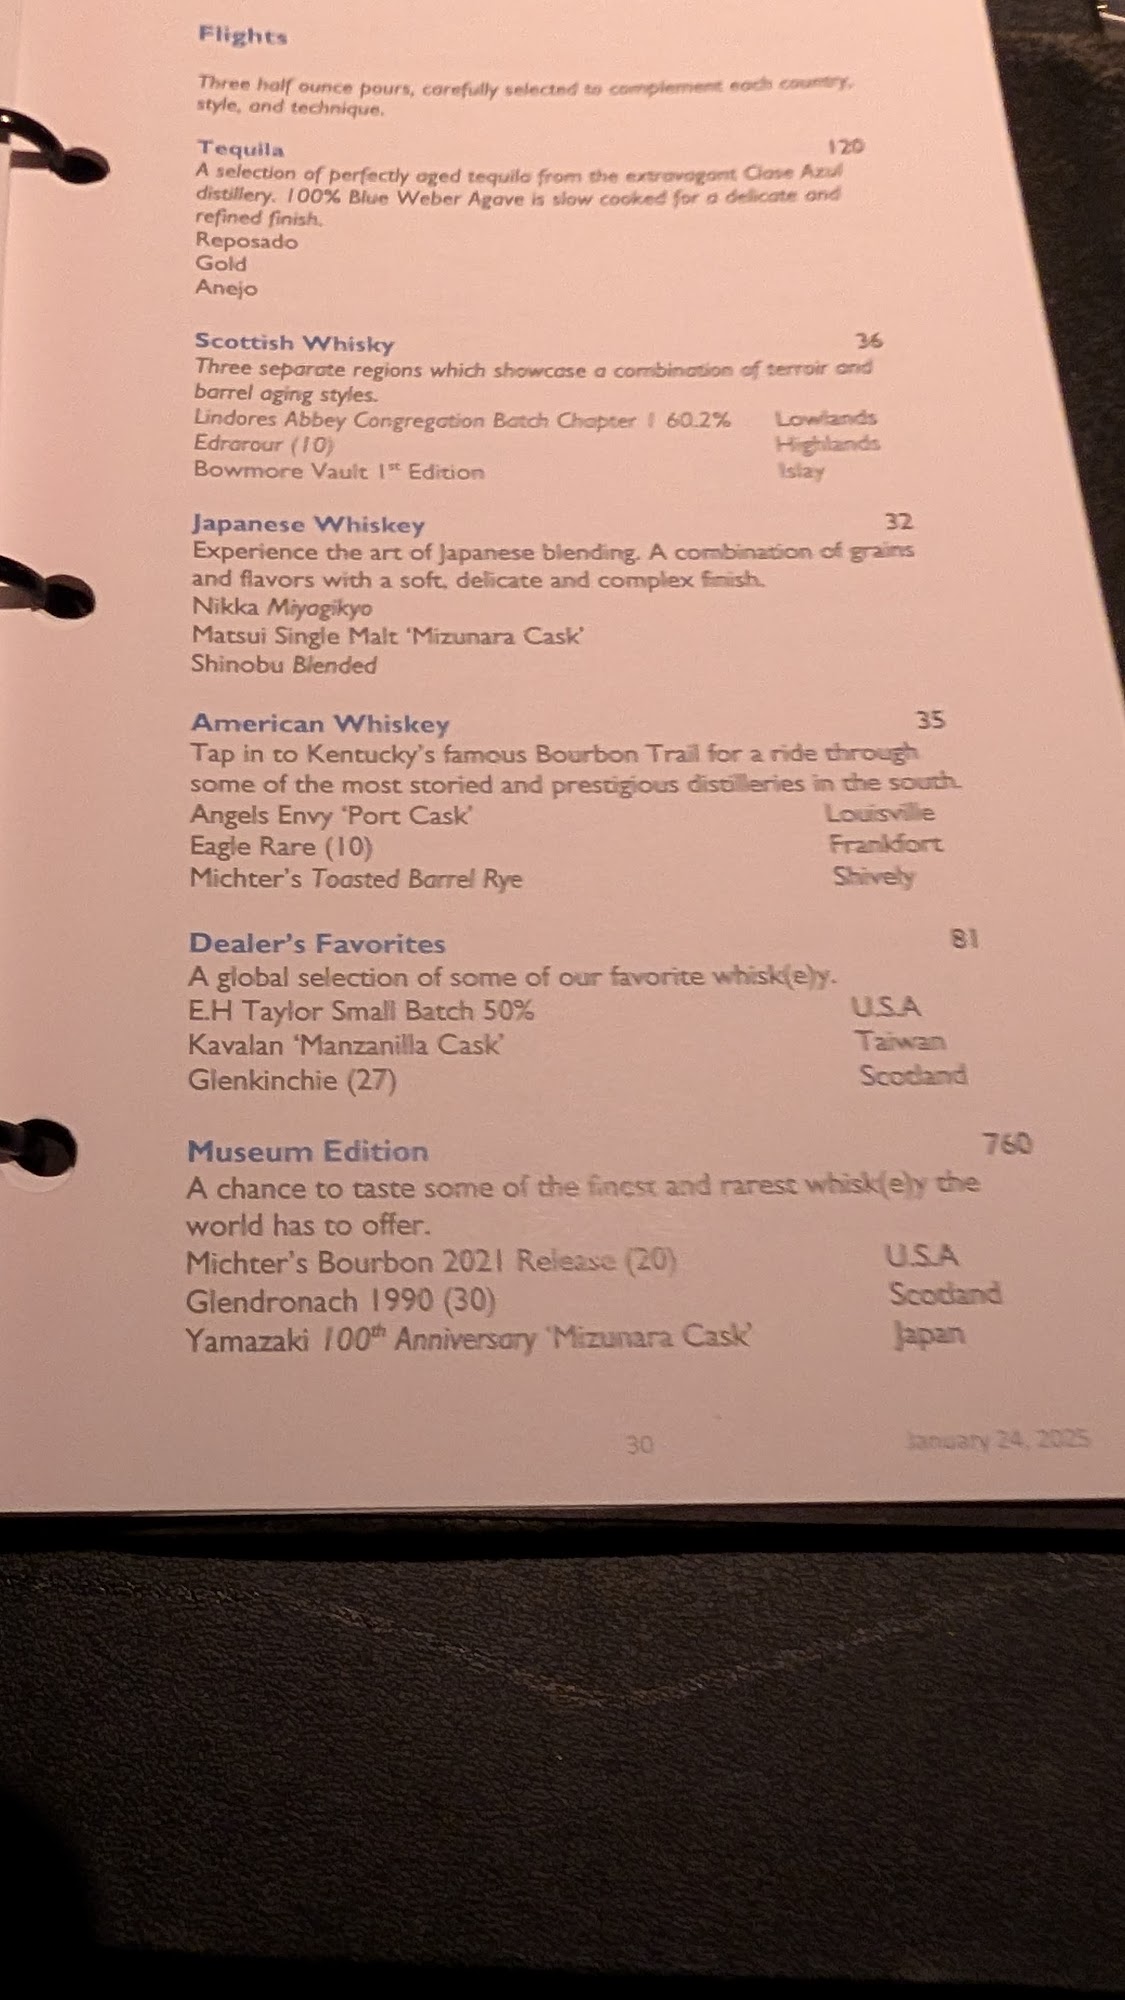 Flights
Three half ounce pours, carefully selected to complement each country,
style, and technique.
Tequila 120
A selection of perfectly aged tequila from the extravagant Clase Azul
distillery. 100% Blue Weber Agave is slow cooked for a delicate and
refined finish.
Reposado
Gold
Anejo
Scottish Whisky 36
Three separate regions which showcase a combination of terroir and
barrel aging styles.
Lindores Abbey Congregation Batch Chapter 1 60.2% Lowlands
Edrarour (10) Highlands
Bowmore Vault 1st Edition Islay
Japanese Whiskey 32
Experience the art of Japanese blending. A combination of grains
and flavors with a soft, delicate and complex finish.
Nikka Miyagikyo
Matsui Single Malt ‘Mizunara Cask’
Shinobu Blended
American Whiskey 35
Tap in to Kentucky’s famous Bourbon Trail for a ride through
some of the most storied and prestigious distilleries in the south.
Angels Envy ‘Port Cask’ Louisville
Eagle Rare (10) Frankfort
Michter’s Toasted Barrel Rye Shively
Dealer’s Favorites 81
A global selection of some of our favorite whisk(e)y.
E.H Taylor Small Batch 50% U.S.A
Kavalan ‘Manzanilla Cask’ Taiwan
Glenkinchie (27) Scotland
Museum Edition 760
A chance to taste some of the finest and rarest whisk(e)y the
world has to offer.
Michter’s Bourbon 2021 Release (20) U.S.A
Glendronach 1990 (30) Scotland
Yamazaki 100th Anniversary ‘Mizunara Cask’ Japan
30 January 24, 2025